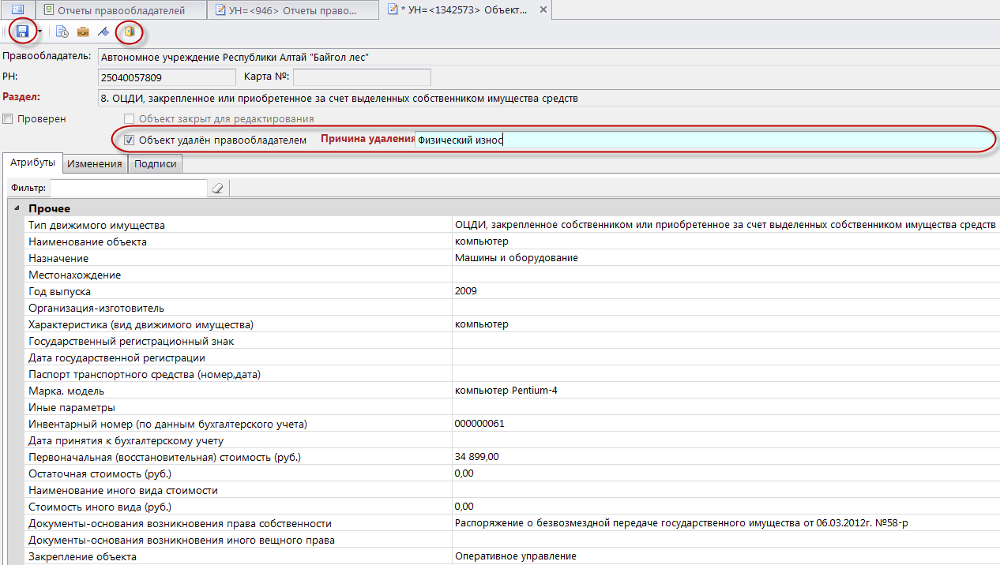 Отчеты правообладателей УН=<946> Отчеты право... * УН=<1342573> Объект...
Правообладатель: Автономное учреждение Республики Алтай "Байгол лес"
РН: 25040057809 Карта №:
Раздел: 8. ОЦДИ, закрепленное или приобретенное за счет выделенных собственником имущества средств
Проверен Объект закрыт для редактирования
Объект удалён правообладателем Причина удаления Физический износ
Атрибуты Изменения Подписи
Фильтр:
Прочее
Тип движимого имущества ОЦДИ, закрепленное собственником или приобретенное за счет выделенных собственником имущества средств
Наименование объекта компьютер
Назначение Машины и оборудование
Местонахождение
Год выпуска 2009
Организация-изготовитель
Характеристика (вид движимого имущества) компьютер
Государственный регистрационный знак
Дата государственной регистрации
Паспорт транспортного средства (номер,дата)
Марка, модель компьютер Pentium-4
Иные параметры
Инвентарный номер (по данным бухгалтерского учета) 000000061
Дата принятия к бухгалтерскому учету
Первоначальная (восстановительная) стоимость (руб.) 34 899,00
Остаточная стоимость (руб.) 0,00
Наименование иного вида стоимости
Стоимость иного вида (руб.) 0,00
Документы-основания возникновения права собственности Распоряжение о безвозмездной передаче государственного имущества от 06.03.2012г. №58-р
Документы-основания возникновения иного вещного права
Закрепление объекта Оперативное управление